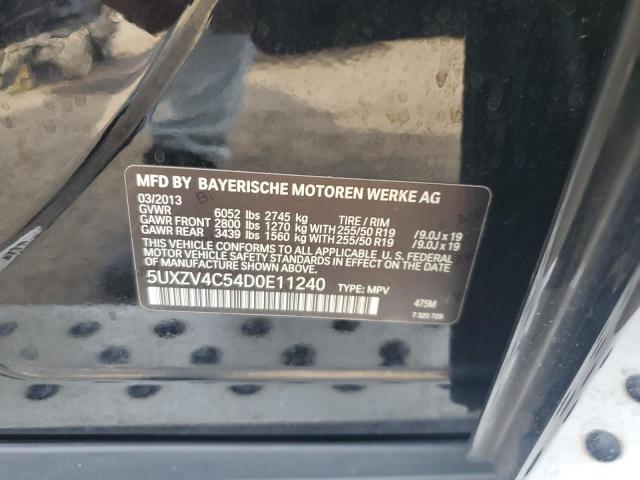 MFD BY BAYERISCHE MOTOREN WERKE AG
03/2013
GVWR 6052 lbs 2745 kg TIRE / RIM
GAWR FRONT 2800 lbs 1270 kg WITH 255/50 R19 /9.0J x 19
GAWR REAR 3439 lbs 1560 kg WITH 255/50 R19 /9.0J x 19
THIS VEHICLE CONFORMS TO ALL APPLICABLE U.S. FEDERAL
MOTOR VEHICLE SAFETY STANDARDS IN EFFECT ON THE DATE
OF MANUFACTURE SHOWN ABOVE.
5UXZV4C54D0E11240 TYPE: MPV
475M
7 320 729